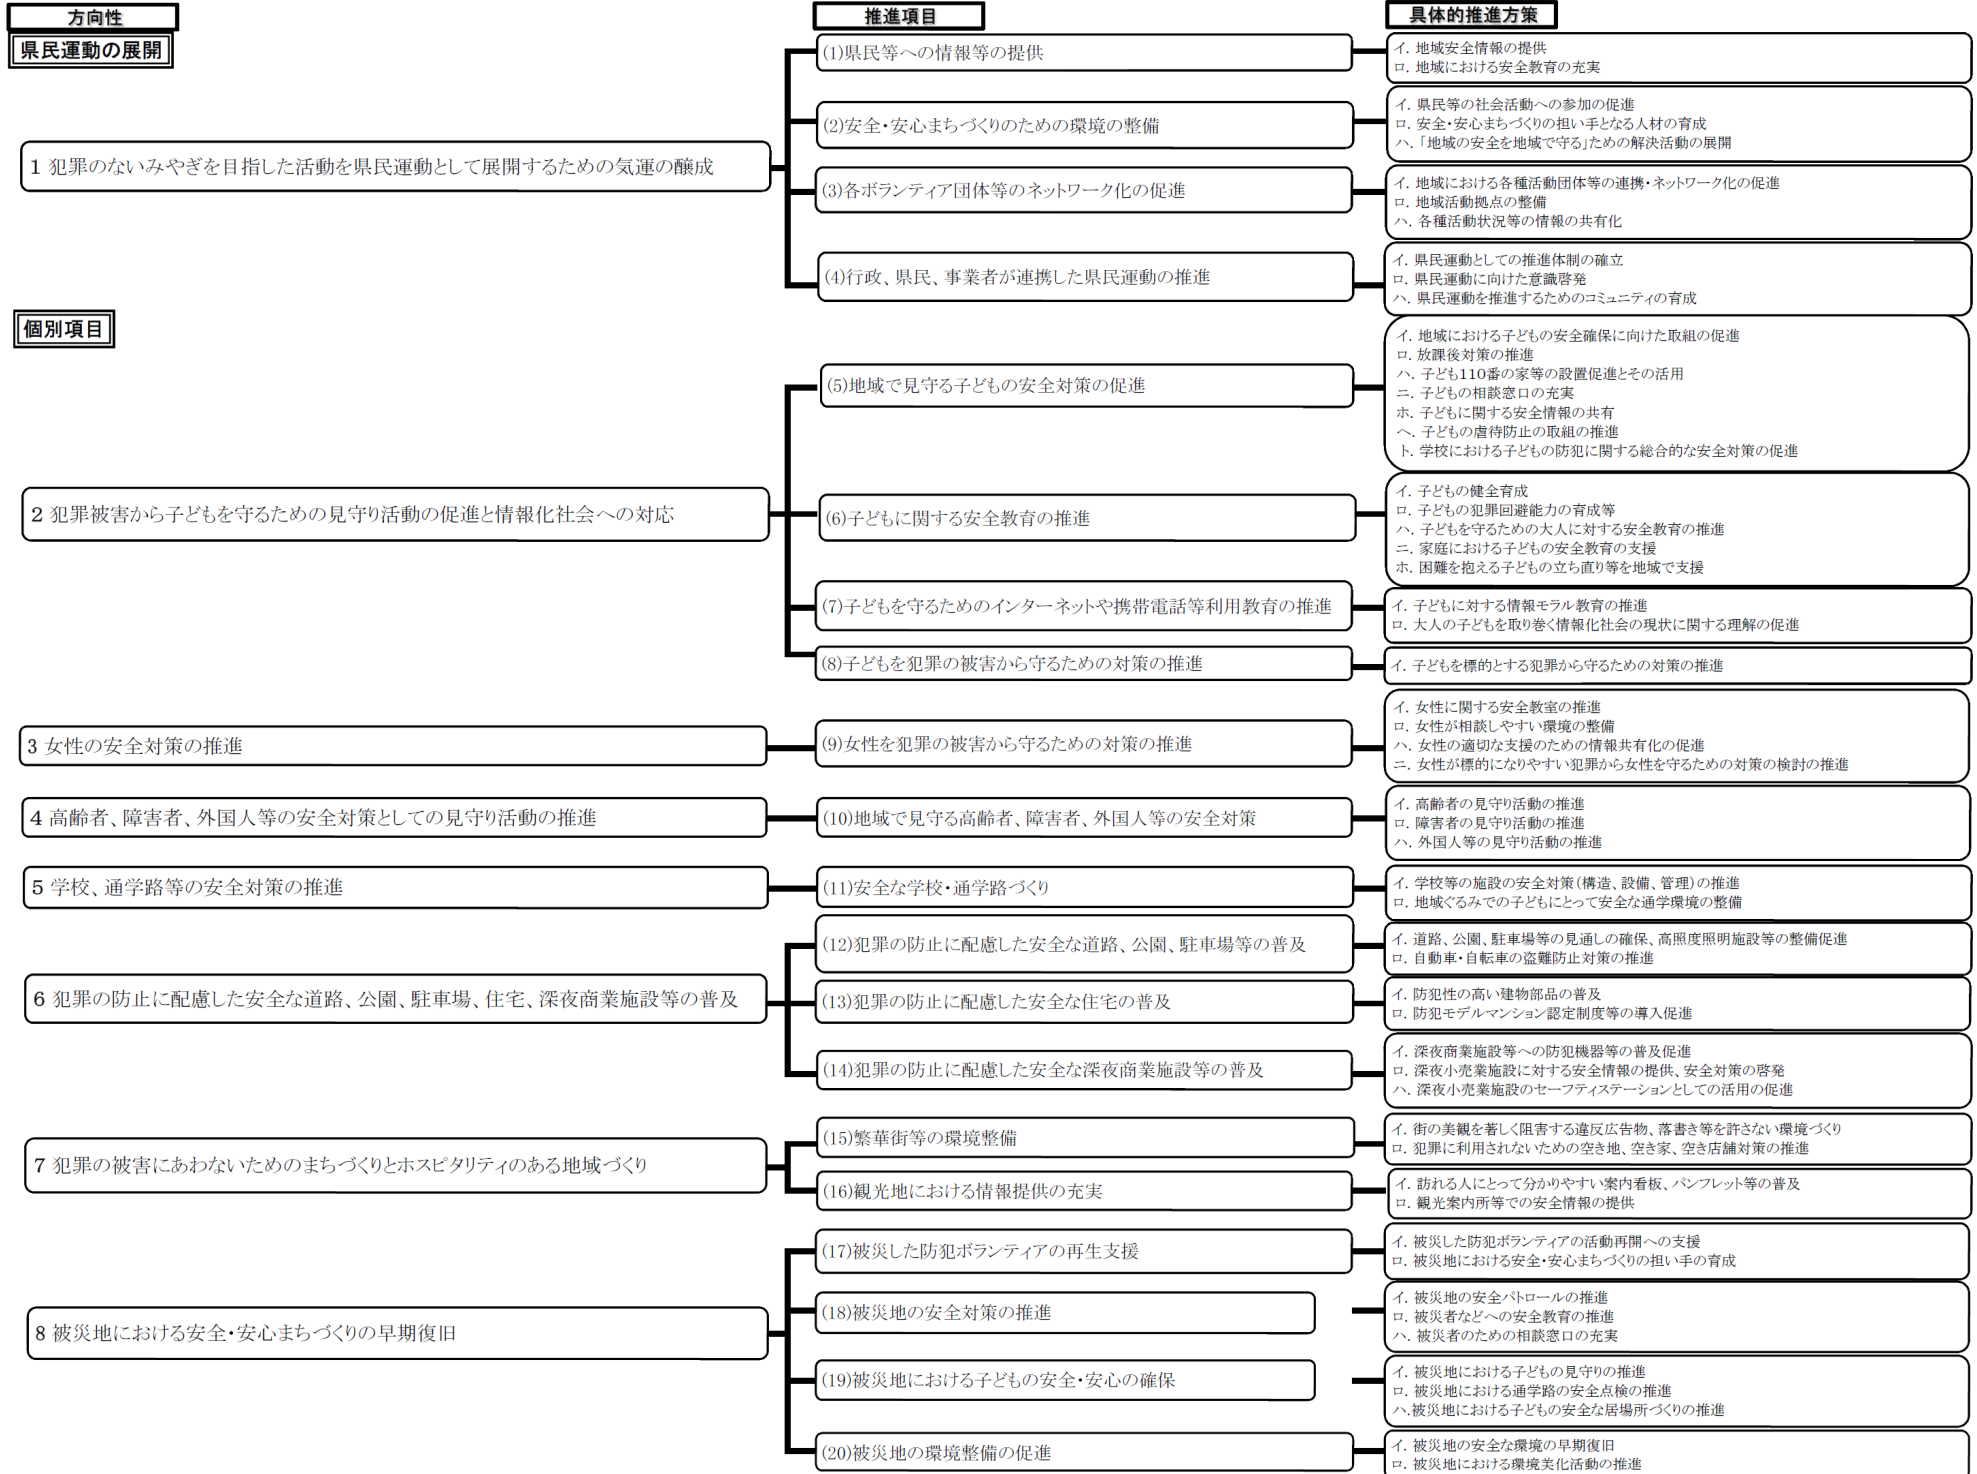 方向性
推進項目
具体的推進方策
県民運動の展開
1 犯罪のないみやぎを目指した活動を県民運動として展開するための気運の醸成
(1)県民等への情報等の提供
イ. 地域安全情報の提供
ロ. 地域における安全教育の充実
(2)安全・安心まちづくりのための環境の整備
イ. 県民等の社会活動への参加の促進
ロ. 安全・安心まちづくりの担い手となる人材の育成
ハ. 「地域の安全を地域で守る」ための解決活動の展開
(3)各ボランティア団体等のネットワーク化の促進
イ. 地域における各種活動団体等の連携・ネットワーク化の促進
ロ. 地域活動拠点の整備
ハ. 各種活動状況等の情報の共有化
(4)行政、県民、事業者が連携した県民運動の推進
イ. 県民運動としての推進体制の確立
ロ. 県民運動に向けた意識啓発
ハ. 県民運動を推進するためのコミュニティの育成
個別項目
2 犯罪被害から子どもを守るための見守り活動の促進と情報化社会への対応
(5)地域で見守る子どもの安全対策の促進
イ. 地域における子どもの安全確保に向けた取組の促進
ロ. 放課後対策の推進
ハ. 子ども110番の家等の設置促進とその活用
ニ. 子どもの相談窓口の充実
ホ. 子どもに関する安全情報の共有
ヘ. 子どもの虐待防止の取組の推進
ト. 学校における子どもの防犯に関する総合的な安全対策の促進
(6)子どもに関する安全教育の推進
イ. 子どもの健全育成
ロ. 子どもの犯罪回避能力の育成等
ハ. 子どもを守るための大人に対する安全教育の推進
ニ. 家庭における子どもの安全教育の支援
ホ. 困難を抱える子どもの立ち直り等を地域で支援
(7)子どもを守るためのインターネットや携帯電話等利用教育の推進
イ. 子どもに対する情報モラル教育の推進
ロ. 大人の子どもを取り巻く情報化社会の現状に関する理解の促進
(8)子どもを犯罪の被害から守るための対策の推進
イ. 子どもを標的とする犯罪から守るための対策の推進
3 女性の安全対策の推進
(9)女性を犯罪の被害から守るための対策の推進
イ. 女性に関する安全教室の推進
ロ. 女性が相談しやすい環境の整備
ハ. 女性の適切な支援のための情報共有化の促進
ニ. 女性が標的になりやすい犯罪から女性を守るための対策の検討の推進
4 高齢者、障害者、外国人等の安全対策としての見守り活動の推進
(10)地域で見守る高齢者、障害者、外国人等の安全対策
イ. 高齢者の見守り活動の推進
ロ. 障害者の見守り活動の推進
ハ. 外国人等の見守り活動の推進
5 学校、通学路等の安全対策の推進
(11)安全な学校・通学路づくり
イ. 学校等の施設の安全対策(構造、設備、管理)の推進
ロ. 地域ぐるみでの子どもにとって安全な通学環境の整備
6 犯罪の防止に配慮した安全な道路、公園、駐車場、住宅、深夜商業施設等の普及
(12)犯罪の防止に配慮した安全な道路、公園、駐車場等の普及
イ. 道路、公園、駐車場等の見通しの確保、高照度照明施設等の整備促進
ロ. 自動車・自転車の盗難防止対策の推進
(13)犯罪の防止に配慮した安全な住宅の普及
イ. 防犯性の高い建物部品の普及
ロ. 防犯モデルマンション認定制度等の導入促進
(14)犯罪の防止に配慮した安全な深夜商業施設等の普及
イ. 深夜商業施設等への防犯機器等の普及促進
ロ. 深夜小売業施設に対する安全情報の提供、安全対策の啓発
ハ. 深夜小売業施設のセーフティステーションとしての活用の促進
7 犯罪の被害にあわないためのまちづくりとホスピタリティのある地域づくり
(15)繁華街等の環境整備
イ. 街の美観を著しく阻害する違反広告物、落書き等を許さない環境づくり
ロ. 犯罪に利用されないための空き地、空き家、空き店舗対策の推進
(16)観光地における情報提供の充実
イ. 訪れる人にとって分かりやすい案内看板、パンフレット等の普及
ロ. 観光案内所等での安全情報の提供
8 被災地における安全・安心まちづくりの早期復旧
(17)被災した防犯ボランティアの再生支援
イ. 被災した防犯ボランティアの活動再開への支援
ロ. 被災地における安全・安心まちづくりの担い手の育成
(18)被災地の安全対策の推進
イ. 被災地の安全パトロールの推進
ロ. 被災者などへの安全教育の推進
ハ. 被災者のための相談窓口の充実
(19)被災地における子どもの安全・安心の確保
イ. 被災地における子どもの見守りの推進
ロ. 被災地における通学路の安全点検の推進
ハ.被災地における子どもの安全な居場所づくりの推進
(20)被災地の環境整備の促進
イ. 被災地の安全な環境の早期復旧
ロ. 被災地における環境美化活動の推進